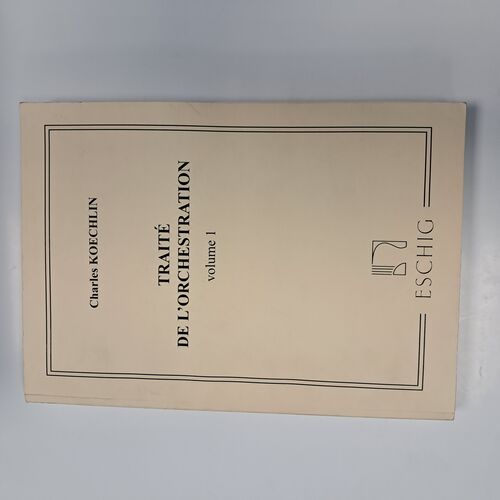 Charles KOECHLIN
TRAITÉ
DE L'ORCHESTRATION
volume 1
ESCHIG